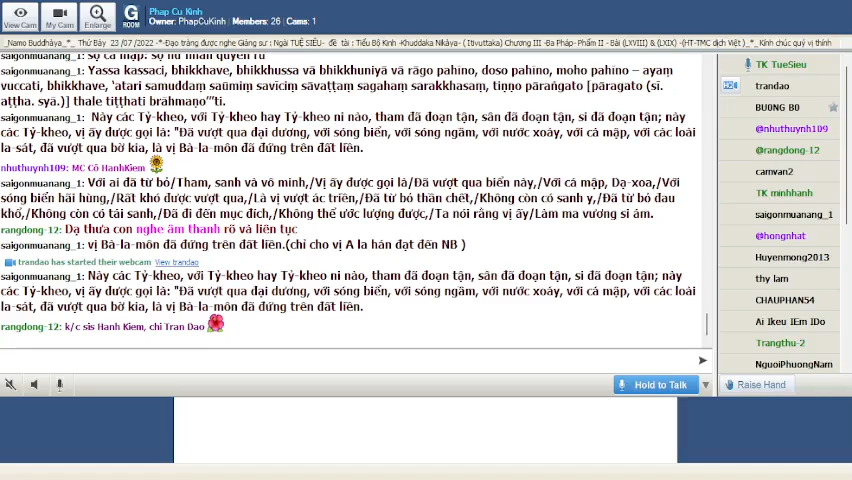 Phap Cu Kinh
Owner: PhapCuKinh | Members: 26 | Cams: 1
View Cam
My Cam
Enlarge
G
ROOM
_Namo Buddhàya_*_ Thứ Bảy 23 /07 /2022 -*-Đạo tràng được nghe Giảng sư : Ngài TUỆ SIÊU- đề tài : Tiểu Bộ Kinh -Khuddaka Nikàya- ( Itivuttaka) Chương III -Ba Pháp- Phẩm II - Bài (LXVIII) & (LXIX) -(HT-TMC dịch Việt )_*_ Kính chúc quý vị thính
Yassa kassaci, bhikkhave, bhikkhussa vā bhikkhuniyā vā rāgo pahīno, doso pahīno, moho pahīno – ayaṃ
vuccati, bhikkhave, 'atari samuddaṃ saūmiṃ savīciṃ sāvaṭṭaṃ sagahaṃ sarakkhasaṃ, tiṇṇo pāraṅgato [pāragato (sī.
aṭṭha. syā.)] thale tiṭṭhati brāhmaṇo'"ti.
saigonmuanang_1: Này các Tỷ-kheo, với Tỷ-kheo hay Tỷ-kheo ni nào, tham đã đoạn tận, sân đã đoạn tận, si đã đoạn tận; này
các Tỷ-kheo, vị ấy được gọi là: "Đã vượt qua đại dương, với sóng biển, với sóng ngầm, với nước xoáy, với cá mập, với các loài
la-sát, đã vượt qua bờ kia, là vị Bà-la-môn đã đứng trên đất liền.
nhuthuynh109: MC Cô HanhKiem
saigonmuanang_1: Với ai đã từ bỏ/Tham, sanh và vô minh,/Vị ấy được gọi là/Đã vượt qua biển này,/Với cá mập, Dạ-xoa,/Với
sóng biển hãi hùng,/Rất khó được vượt qua,/Là vị vượt ác triền,/Đã từ bỏ thần chết,/Không còn có sanh y,/Đã từ bỏ đau
khổ,/Không còn có tái sanh,/Đã đi đến mục đích,/Không thể ước lượng được,/Ta nói rằng vị ấy/Làm ma vương si ám.
rangdong-12: Dạ thưa con nghe âm thanh rõ và liên tục
saigonmuanang_1: vị Bà-la-môn đã đứng trên đất liền.(chỉ cho vị A la hán đạt đến NB )
trandao has started their webcam View trandao
saigonmuanang_1: Này các Tỷ-kheo, với Tỷ-kheo hay Tỷ-kheo ni nào, tham đã đoạn tận, sân đã đoạn tận, si đã đoạn tận; này
các Tỷ-kheo, vị ấy được gọi là: "Đã vượt qua đại dương, với sóng biển, với sóng ngầm, với nước xoáy, với cá mập, với các loài
la-sát, đã vượt qua bờ kia, là vị Bà-la-môn đã đứng trên đất liền.
rangdong-12: k/c sis Hanh Kiem, chi Tran Dao
Hold to Talk
TK TueSieu
HD
trandao
BUONG B0
@nhuthuynh109
@rangdong-12
camvan2
TK minhhanh
saigonmuanang_1
@hongnhat
Huyenmong2013
thy lam
CHAUPHAN54
Ai Ikeu IEm IDo
Trangthu-2
NguoiPhuongNam
Raise Hand